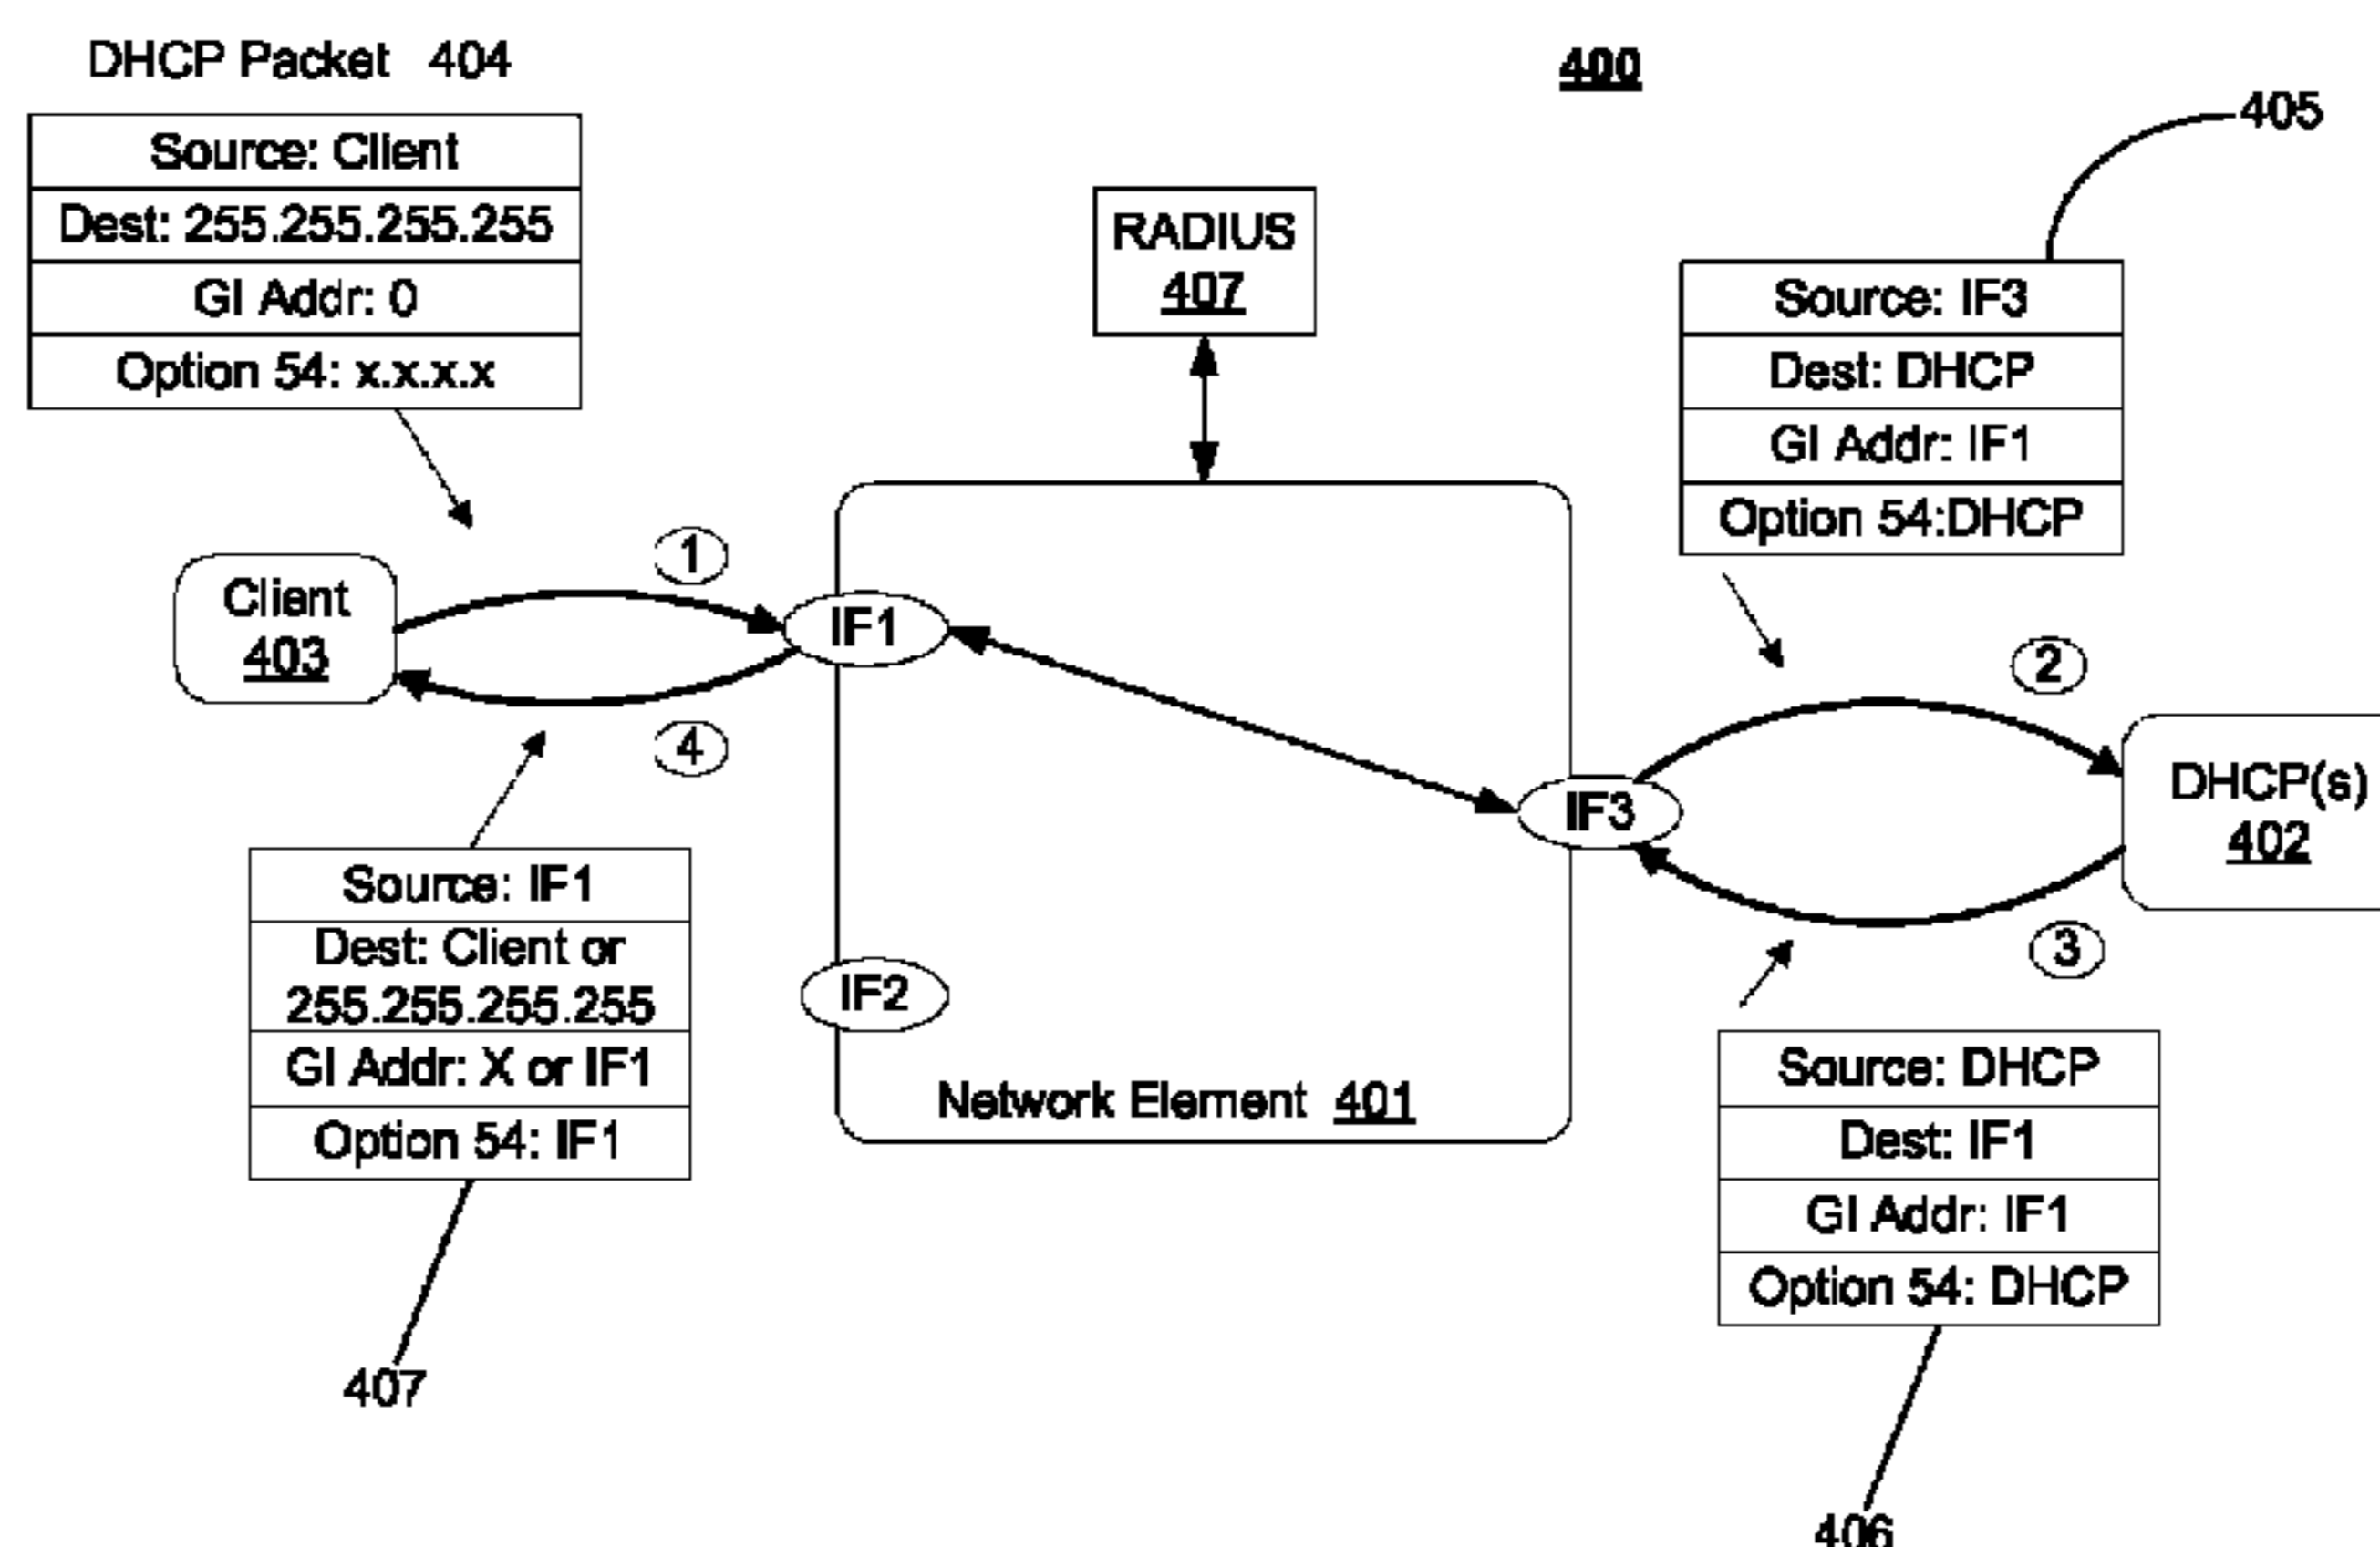 DHCP Packet 404
Source: Client
Dest: 255.255.255.255
GI Addr: 0
Option 54: x.x.x.x
400
405
RADIUS
407
Source: IF3
Dest: DHCP
GI Addr: IF1
Option 54:DHCP
Client
403
1
IF1
4
2
IF3
DHCP(s)
402
3
Source: IF1
Dest: Client or
255.255.255.255
GI Addr: X or IF1
Option 54: IF1
407
IF2
Network Element 401
Source: DHCP
Dest: IF1
GI Addr: IF1
Option 54: DHCP
406